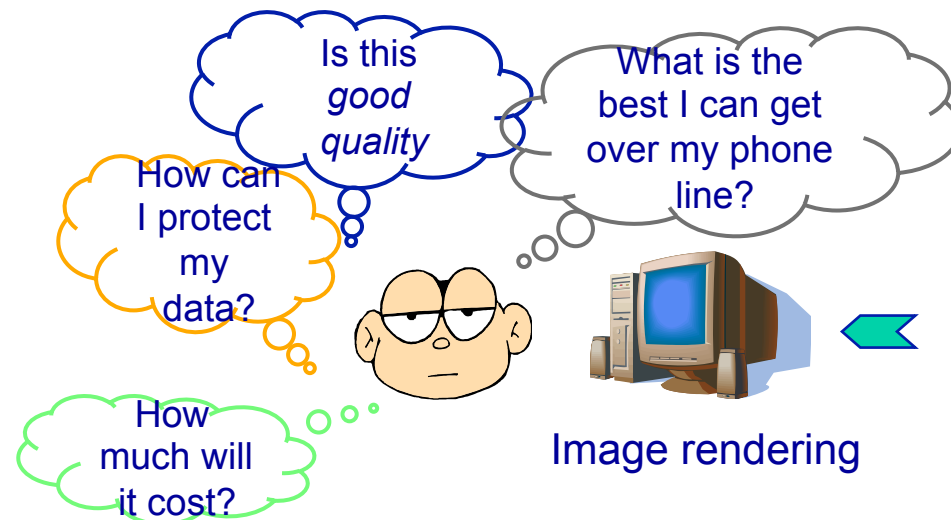 Is this
good
quality
What is the
best I can get
over my phone
line?
How can
I protect
my
data?
How
much will
it cost?
Image rendering